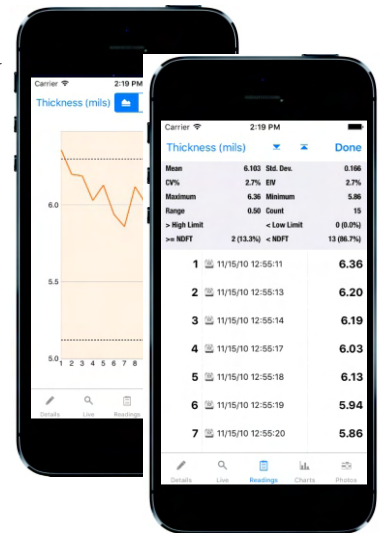 Carrier 2:19 PM
Thickness (mils)
6.0
5.5
5.0
1 2 3 4 5 6 7 8
Details Live Readings
Carrier 2:19 PM
Thickness (mils) Done
Mean 6.103 Std. Dev. 0.166
CV% 2.7% EIV 2.7%
Maximum 6.36 Minimum 5.86
Range 0.50 Count 15
> High Limit < Low Limit 0 (0.0%)
>= NDFT 2 (13.3%) < NDFT 13 (86.7%)
1 11/15/10 12:55:11 6.36
2 11/15/10 12:55:13 6.20
3 11/15/10 12:55:14 6.19
4 11/15/10 12:55:17 6.03
5 11/15/10 12:55:18 6.13
6 11/15/10 12:55:19 5.94
7 11/15/10 12:55:20 5.86
Details Live Readings Charts Photos